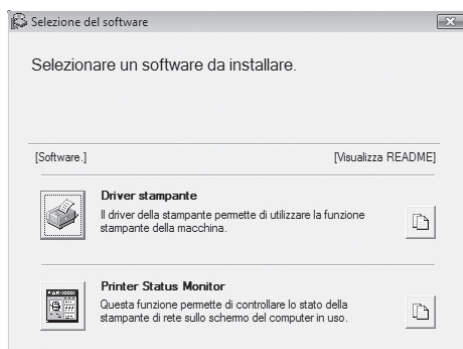 Selezione del software
Selezionare un software da installare.
[Software.] [Visualizza README]
Driver stampante
Il driver della stampante permette di utilizzare la funzione
stampante della macchina.
Printer Status Monitor
Questa funzione permette di controllare lo stato della
stampante di rete sullo schermo del computer in uso.